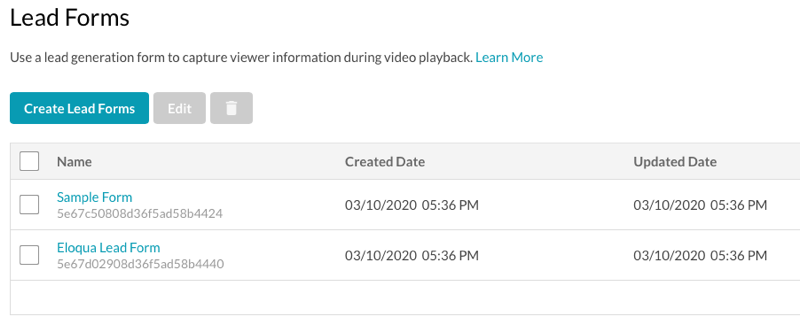 Lead Forms
Use a lead generation form to capture viewer information during video playback. Learn More
Create Lead Forms Edit
Name Created Date Updated Date
Sample Form
5e67c50808d36f5ad58b4424 03/10/2020 05:36 PM 03/10/2020 05:36 PM
Eloqua Lead Form
5e67d02908d36f5ad58b4440 03/10/2020 05:36 PM 03/10/2020 05:36 PM